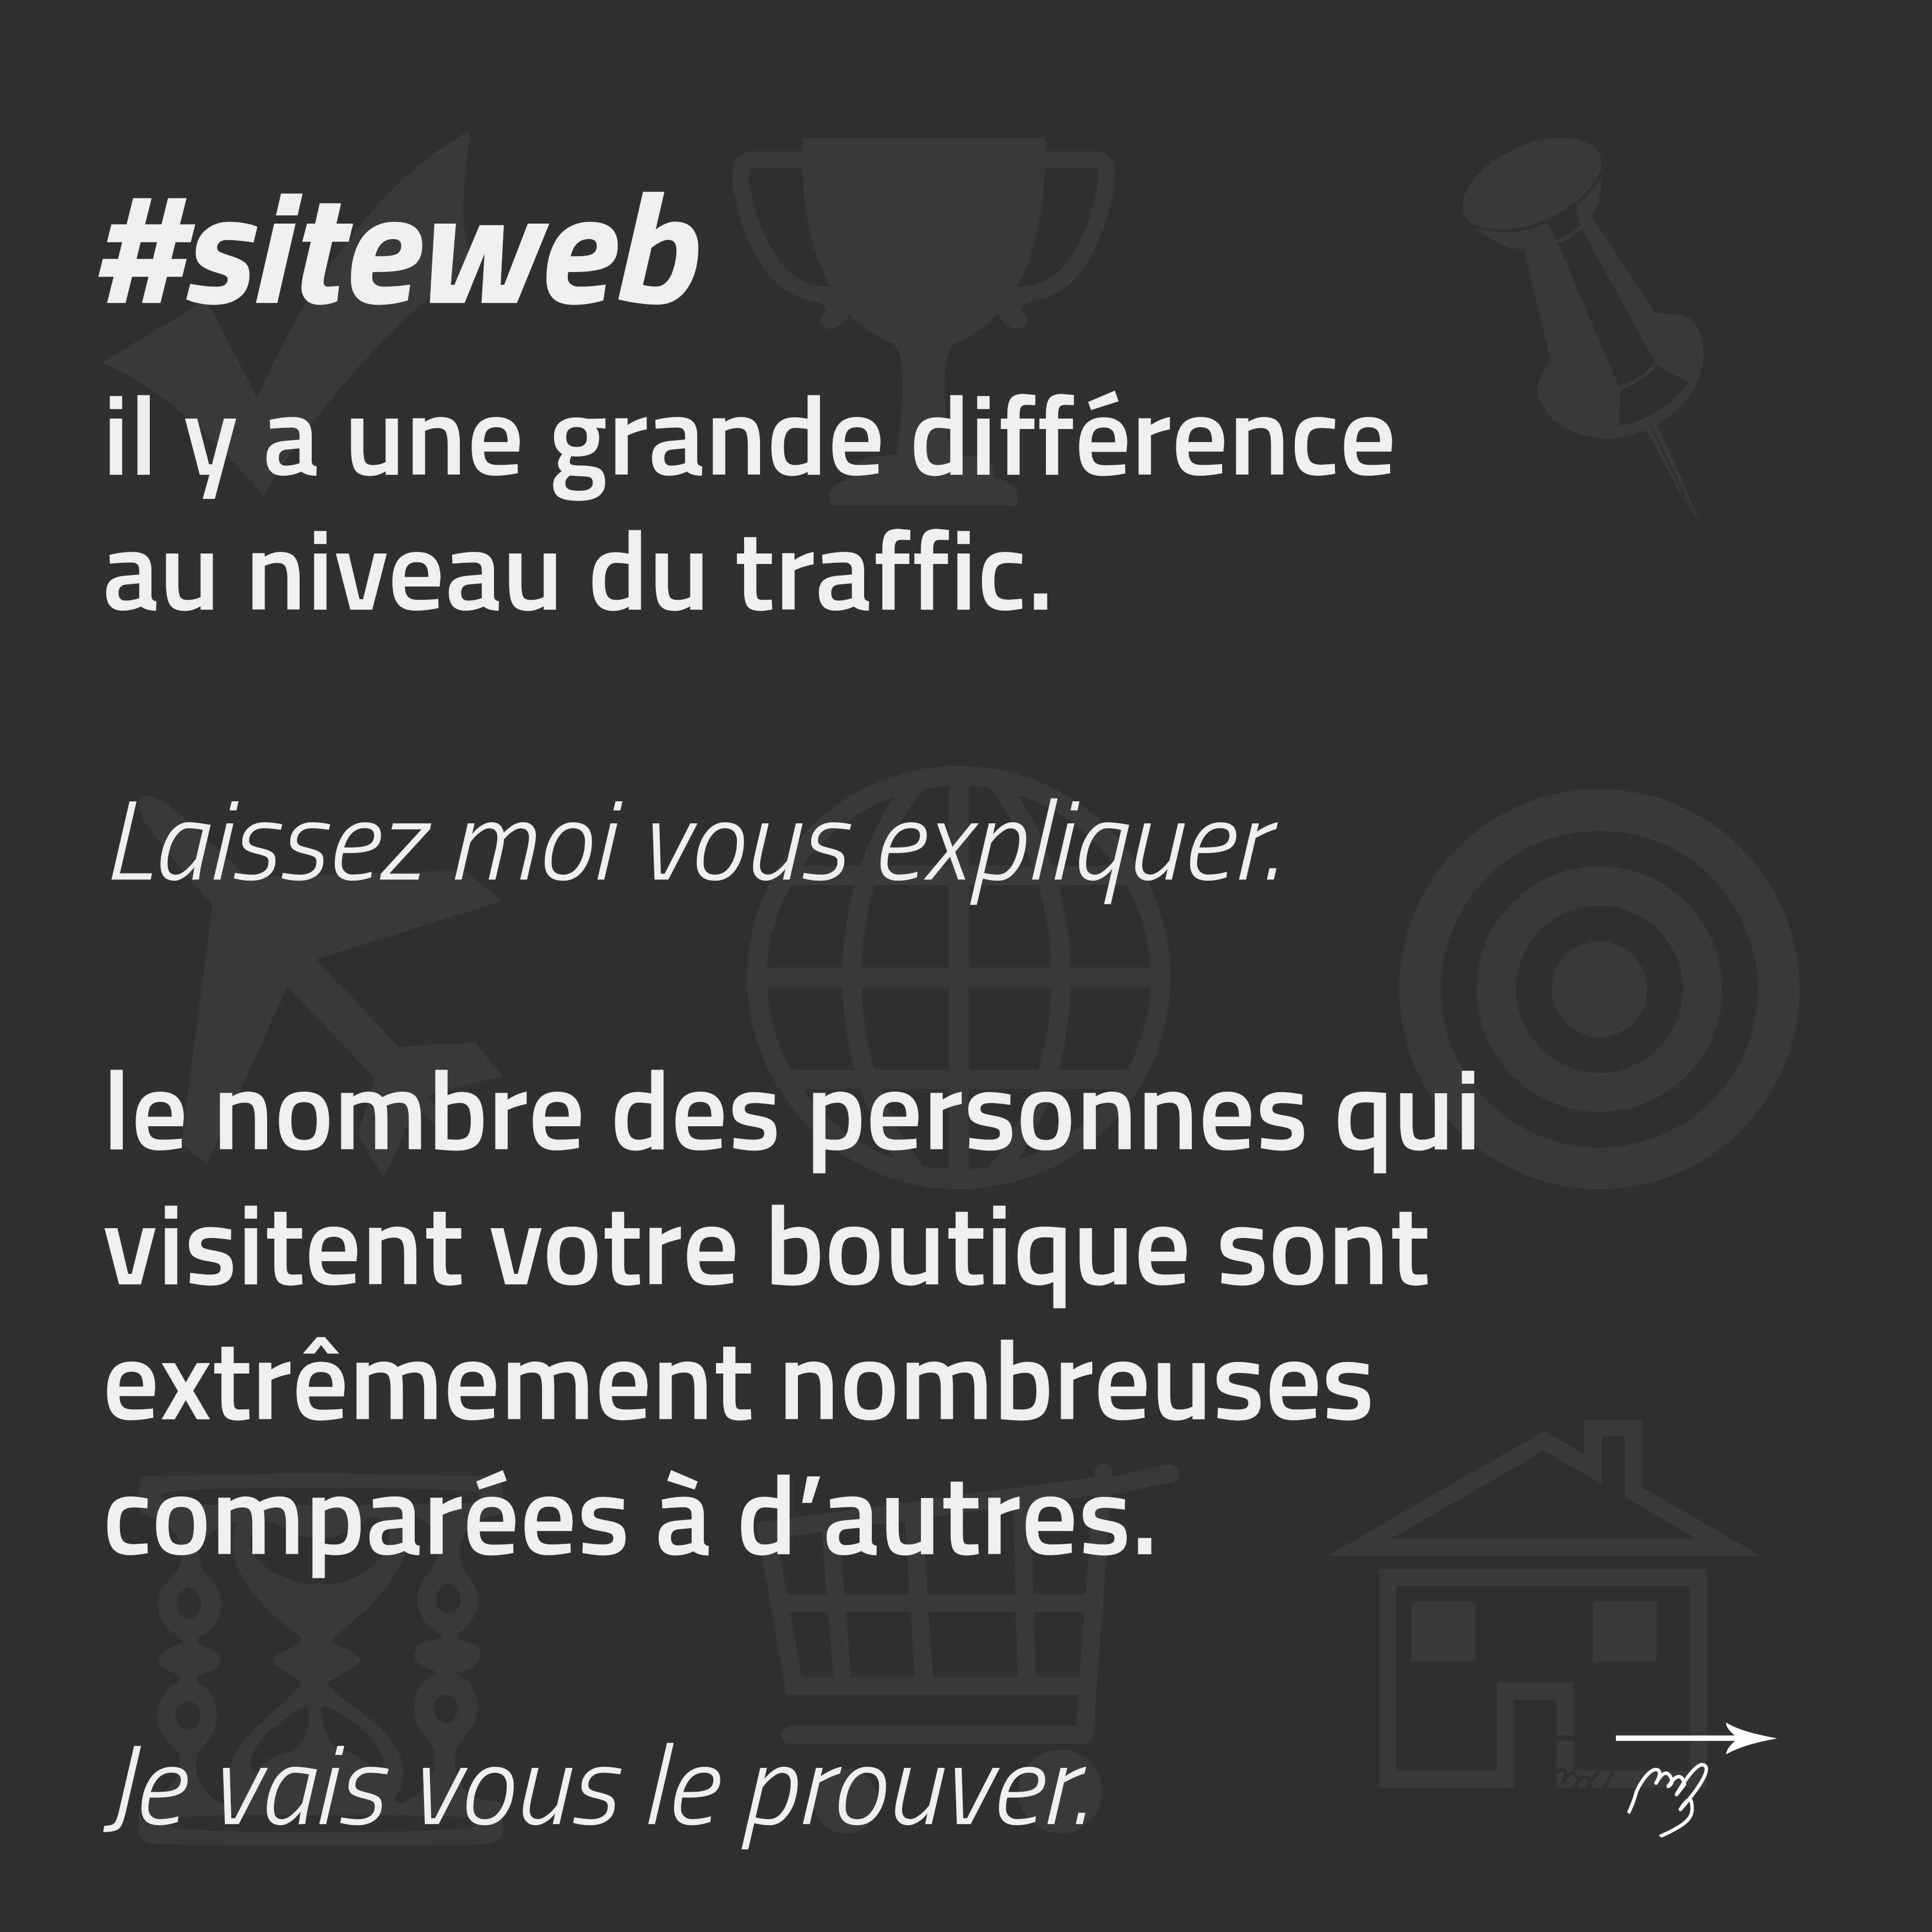 #siteweb
il y a une grande différence
au niveau du traffic.
Laissez moi vous expliquer.
le nombre des personnes qui
visitent votre boutique sont
extrêmement nombreuses
comparées à d’autres.
Je vais vous le prouver.